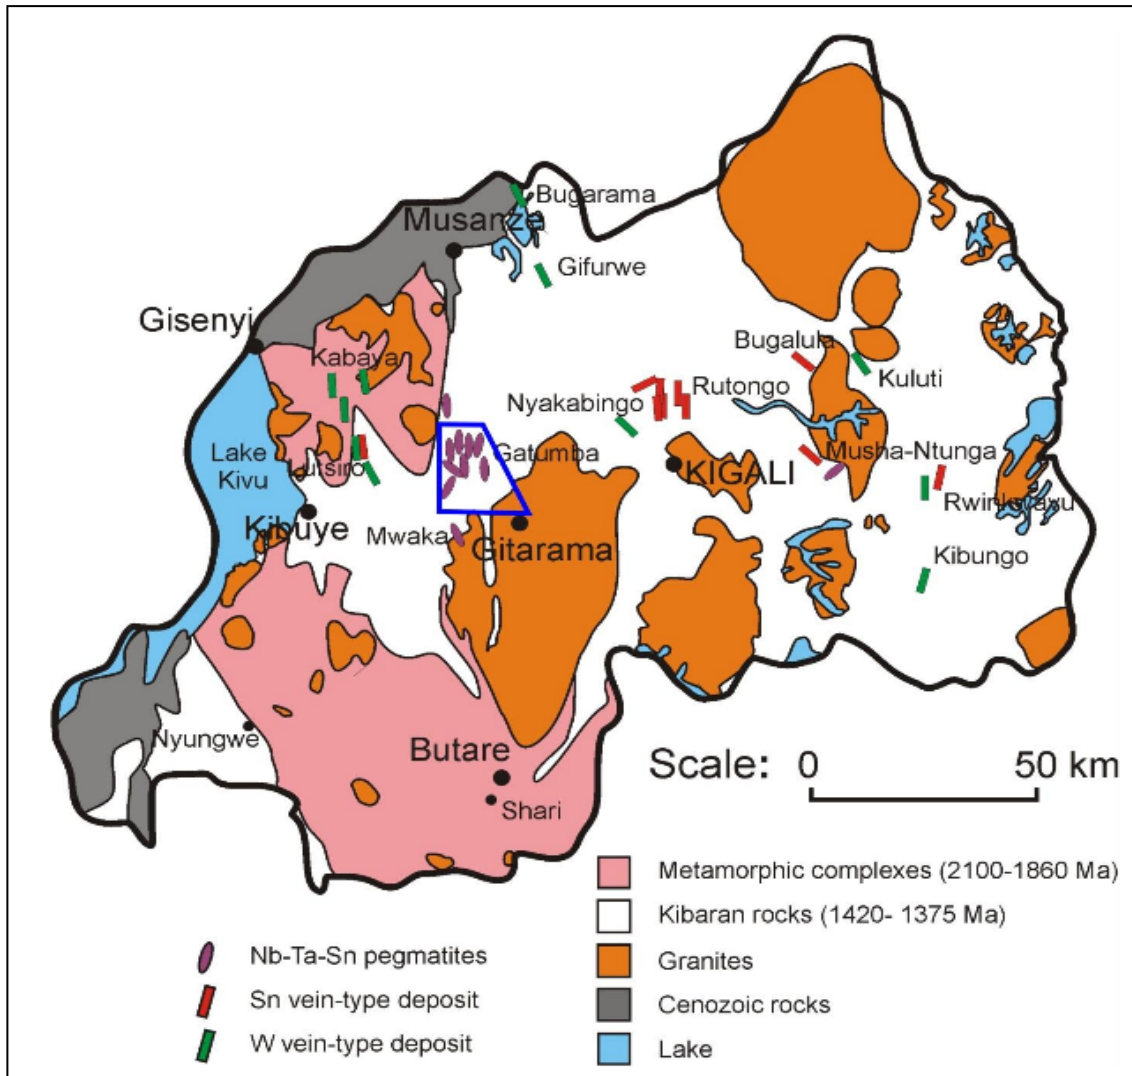 Bugarama
Musanze
Gifurwe
Gisenyi
Kabaya
Bugalula
Kuluti
Nyakabingo
Rutongo
Lake
Kivu
Lutsiro
Gatumba
Musha-Ntunga
KIGALI
Rwinkwavu
Kibuye
Mwaka
Gitarama
Kibungo
Nyungwe
Butare
Shari
Scale: 0 50 km
Metamorphic complexes (2100-1860 Ma)
Kibaran rocks (1420- 1375 Ma)
Granites
Cenozoic rocks
Lake
Nb-Ta-Sn pegmatites
Sn vein-type deposit
W vein-type deposit